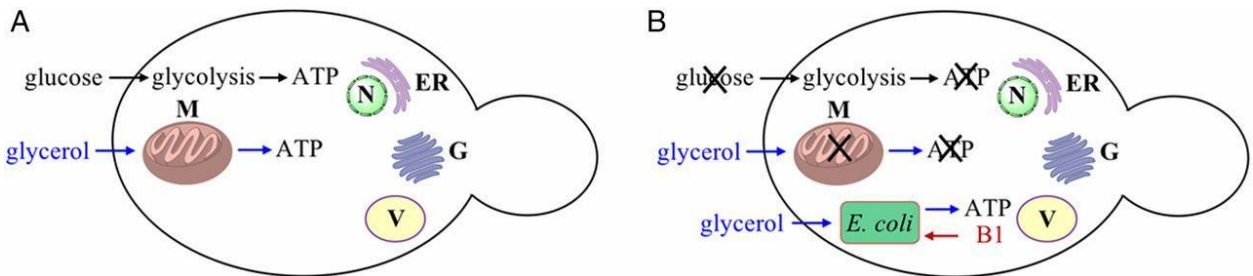 A
glucose → glycolysis → ATP
N
ER
M
glycerol → → ATP
G
V
B
glucose → glycolysis → ATP
N
ER
M
glycerol → → ATP
G
glycerol → E. coli → ATP
← B1
V